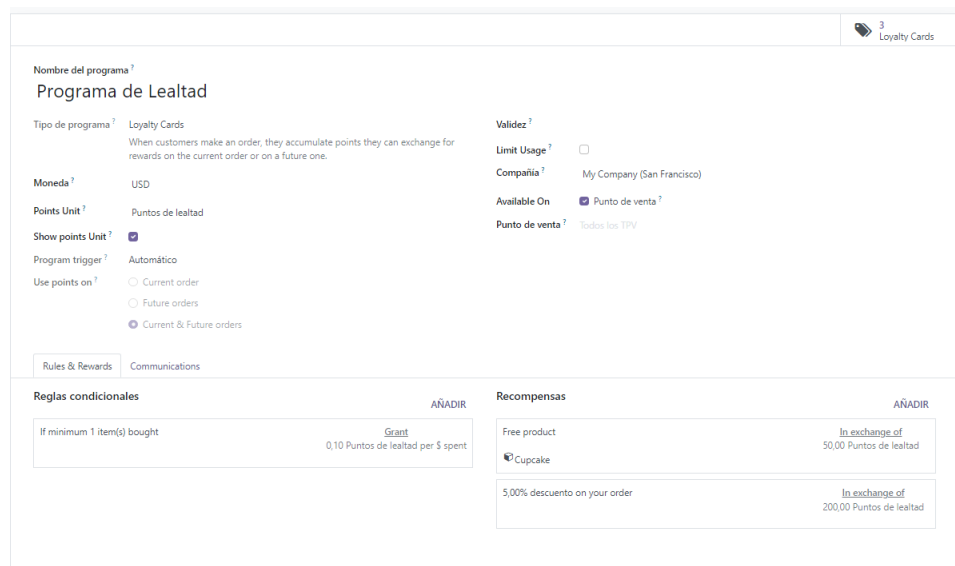 3
Loyalty Cards
Nombre del programa ?
Programa de Lealtad
Tipo de programa ? Loyalty Cards
When customers make an order, they accumulate points they can exchange for
rewards on the current order or on a future one.
Moneda ? USD
Points Unit ? Puntos de lealtad
Show points Unit ?
Program trigger ? Automático
Use points on ? Current order
Future orders
Current & Future orders
Validez ?
Limit Usage ?
Compañía ? My Company (San Francisco)
Available On Punto de venta ?
Punto de venta ? Todos los TPV
Rules & Rewards Communications
Reglas condicionales AÑADIR
If minimum 1 item(s) bought Grant
0,10 Puntos de lealtad per $ spent
Recompensas AÑADIR
Free product In exchange of
50,00 Puntos de lealtad
Cupcake
5,00% descuento on your order In exchange of
200,00 Puntos de lealtad